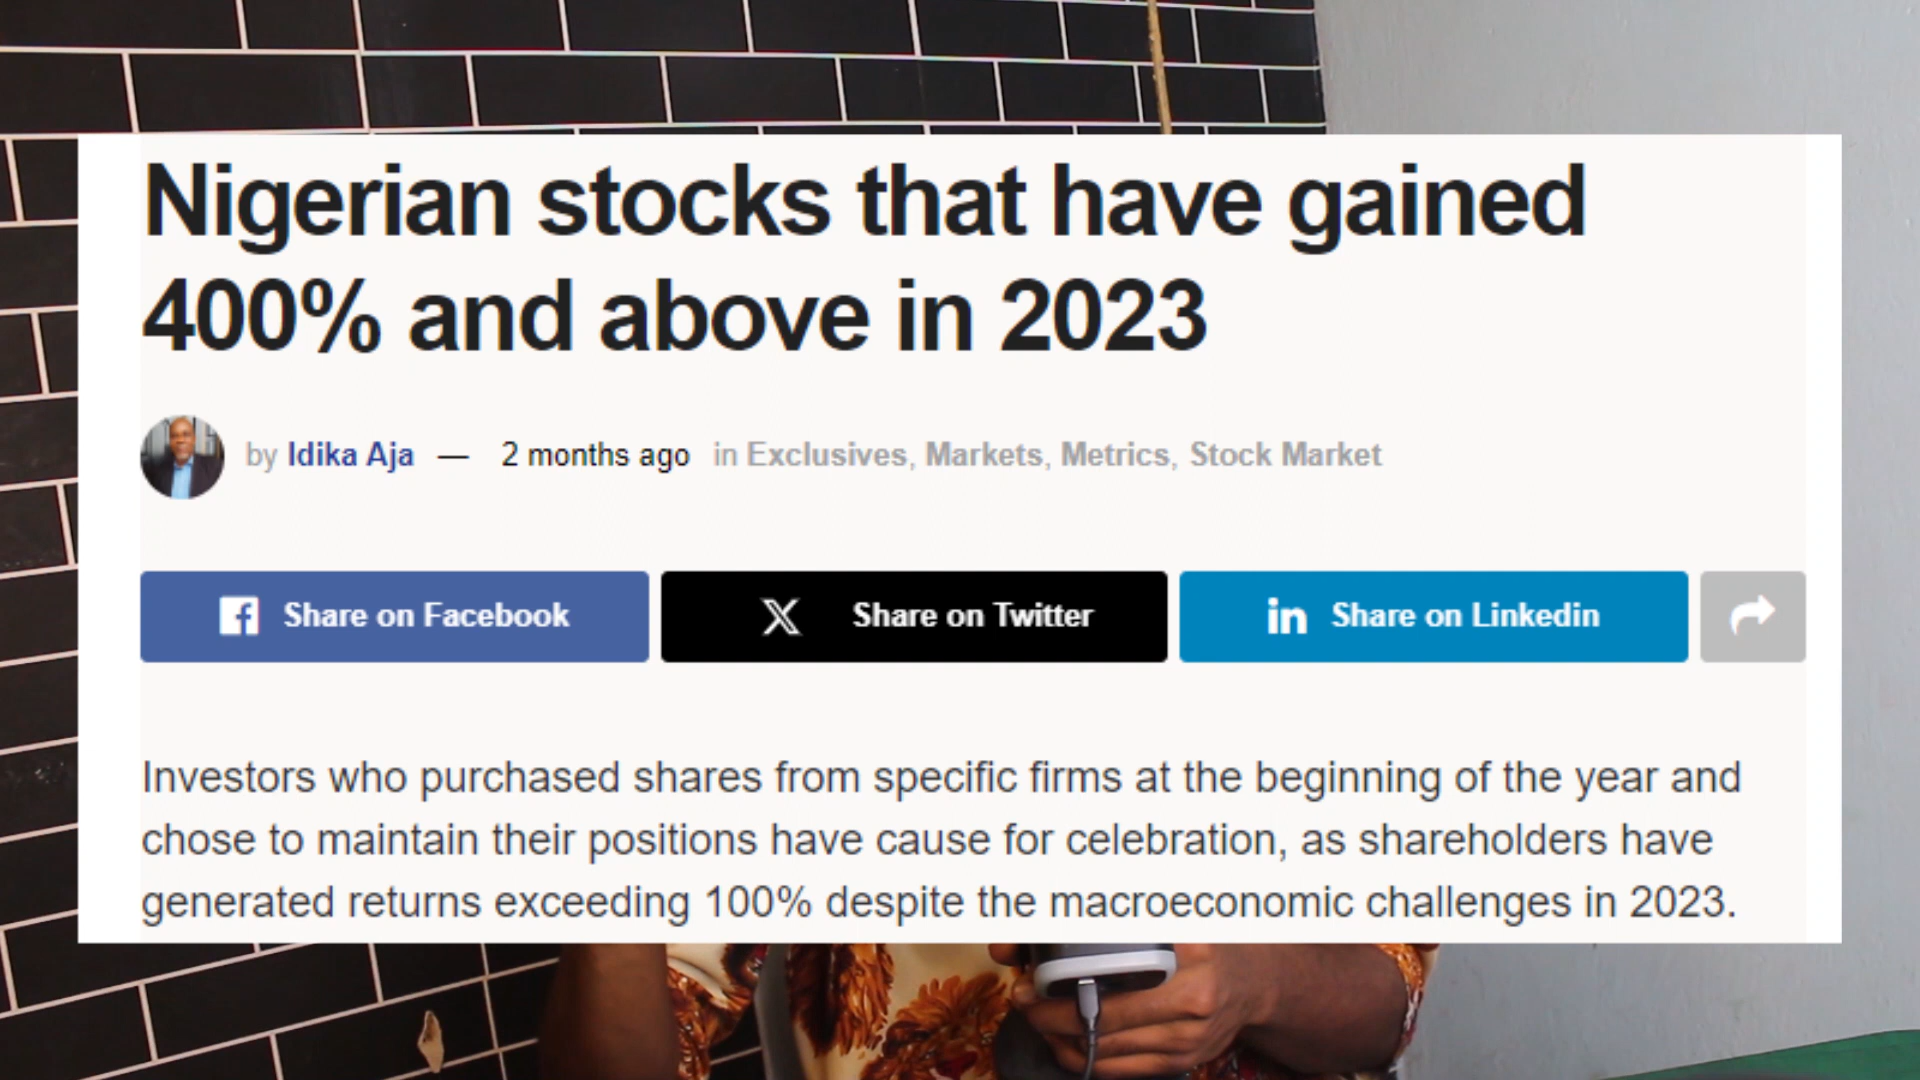 Nigerian stocks that have gained
400% and above in 2023
by Idika Aja — 2 months ago in Exclusives, Markets, Metrics, Stock Market
Share on Facebook Share on Twitter Share on Linkedin
Investors who purchased shares from specific firms at the beginning of the year and
chose to maintain their positions have cause for celebration, as shareholders have
generated returns exceeding 100% despite the macroeconomic challenges in 2023.